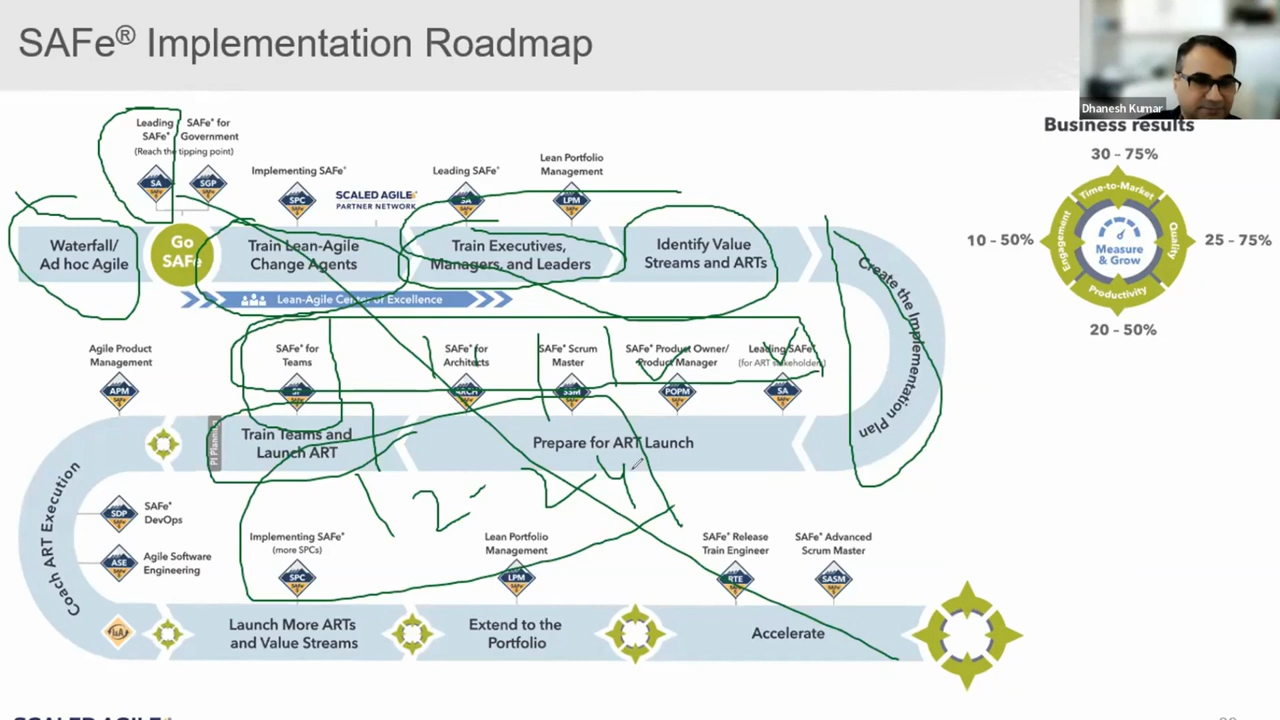 SAFe® Implementation Roadmap
Dhanesh Kumar
Business results
30 – 75%
Time-to-Market
Engagement
Quality
Productivity
Measure
& Grow
10 – 50%
25 – 75%
20 – 50%
Leading
SAFe®
SAFe® for
Government
(Reach the tipping point)
SA
SGP
Implementing SAFe®
SPC
SCALED AGILE®
PARTNER NETWORK
Leading SAFe®
SA
Lean Portfolio
Management
LPM
Waterfall/
Ad hoc Agile
Go
SAFe
Train Lean-Agile
Change Agents
Train Executives,
Managers, and Leaders
Identify Value
Streams and ARTs
Lean-Agile Center of Excellence
Create the Implementation Plan
Agile Product
Management
APM
SAFe® for
Teams
SP
SAFe® for
Architects
ARCH
SAFe® Scrum
Master
SSM
SAFe® Product Owner/
Product Manager
POPM
Leading SAFe®
(for ART stakeholders)
SA
PI Planning
Train Teams and
Launch ART
Prepare for ART Launch
Coach ART Execution
SDP
SAFe®
DevOps
ASE
Agile Software
Engineering
I&A
2-
Implementing SAFe®
(more SPCs)
SPC
Lean Portfolio
Management
LPM
SAFe® Release
Train Engineer
RTE
SAFe® Advanced
Scrum Master
SASM
Launch More ARTs
and Value Streams
Extend to the
Portfolio
Accelerate
SCALED AGILE